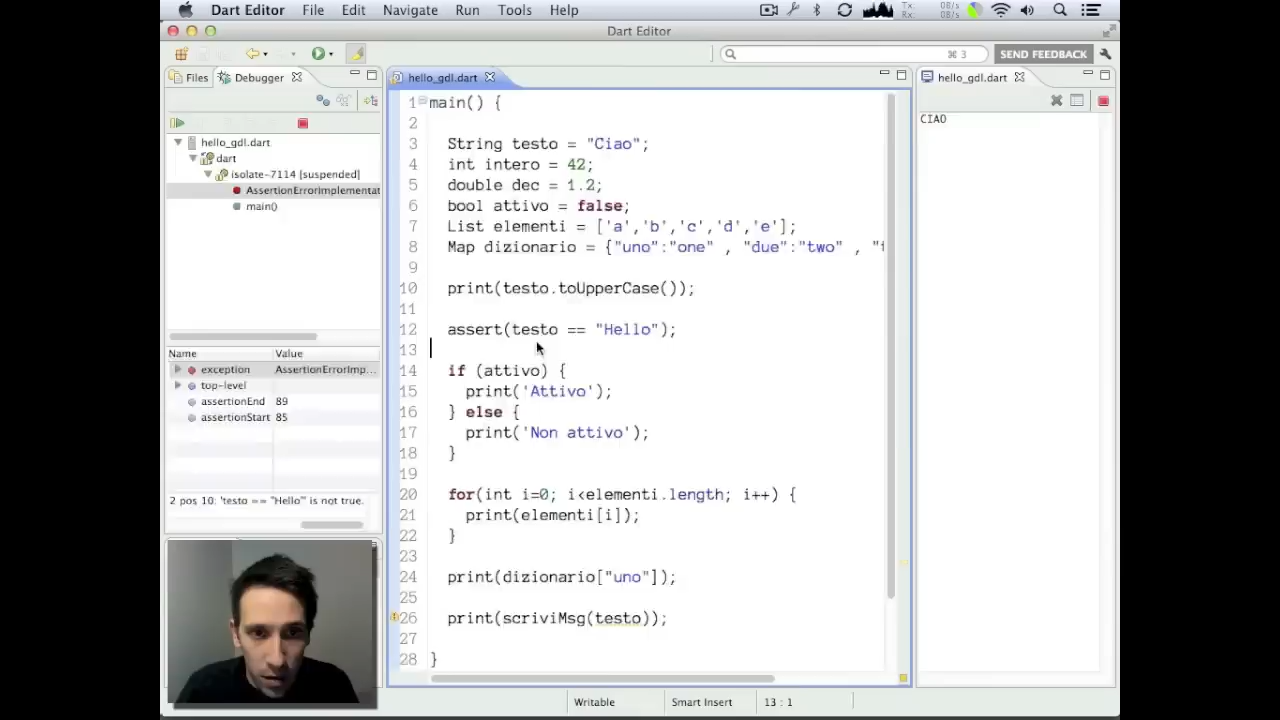 Dart Editor File Edit Navigate Run Tools Help
Tx: 0B/s
Rx: 0B/s
Dart Editor
⌘ 3
SEND FEEDBACK
Files
Debugger
hello_gdl.dart
hello_gdl.dart
hello_gdl.dart
dart
isolate-7114 [suspended]
AssertionErrorImplementat
main()
Name Value
exception AssertionErrorImp...
top-level
assertionEnd 89
assertionStart 85
2 pos 10: 'testo == "Hello"' is not true.
1 main() {
2
3 String testo = "Ciao";
4 int intero = 42;
5 double dec = 1.2;
6 bool attivo = false;
7 List elementi = ['a','b','c','d','e'];
8 Map dizionario = {"uno":"one" , "due":"two" , "t
9
10 print(testo.toUpperCase());
11
12 assert(testo == "Hello");
13
14 if (attivo) {
15 print('Attivo');
16 } else {
17 print('Non attivo');
18 }
19
20 for(int i=0; i<elementi.length; i++) {
21 print(elementi[i]);
22 }
23
24 print(dizionario["uno"]);
25
26 print(scriviMsg(testo));
27
28 }
CIAO
Writable
Smart Insert
13 : 1